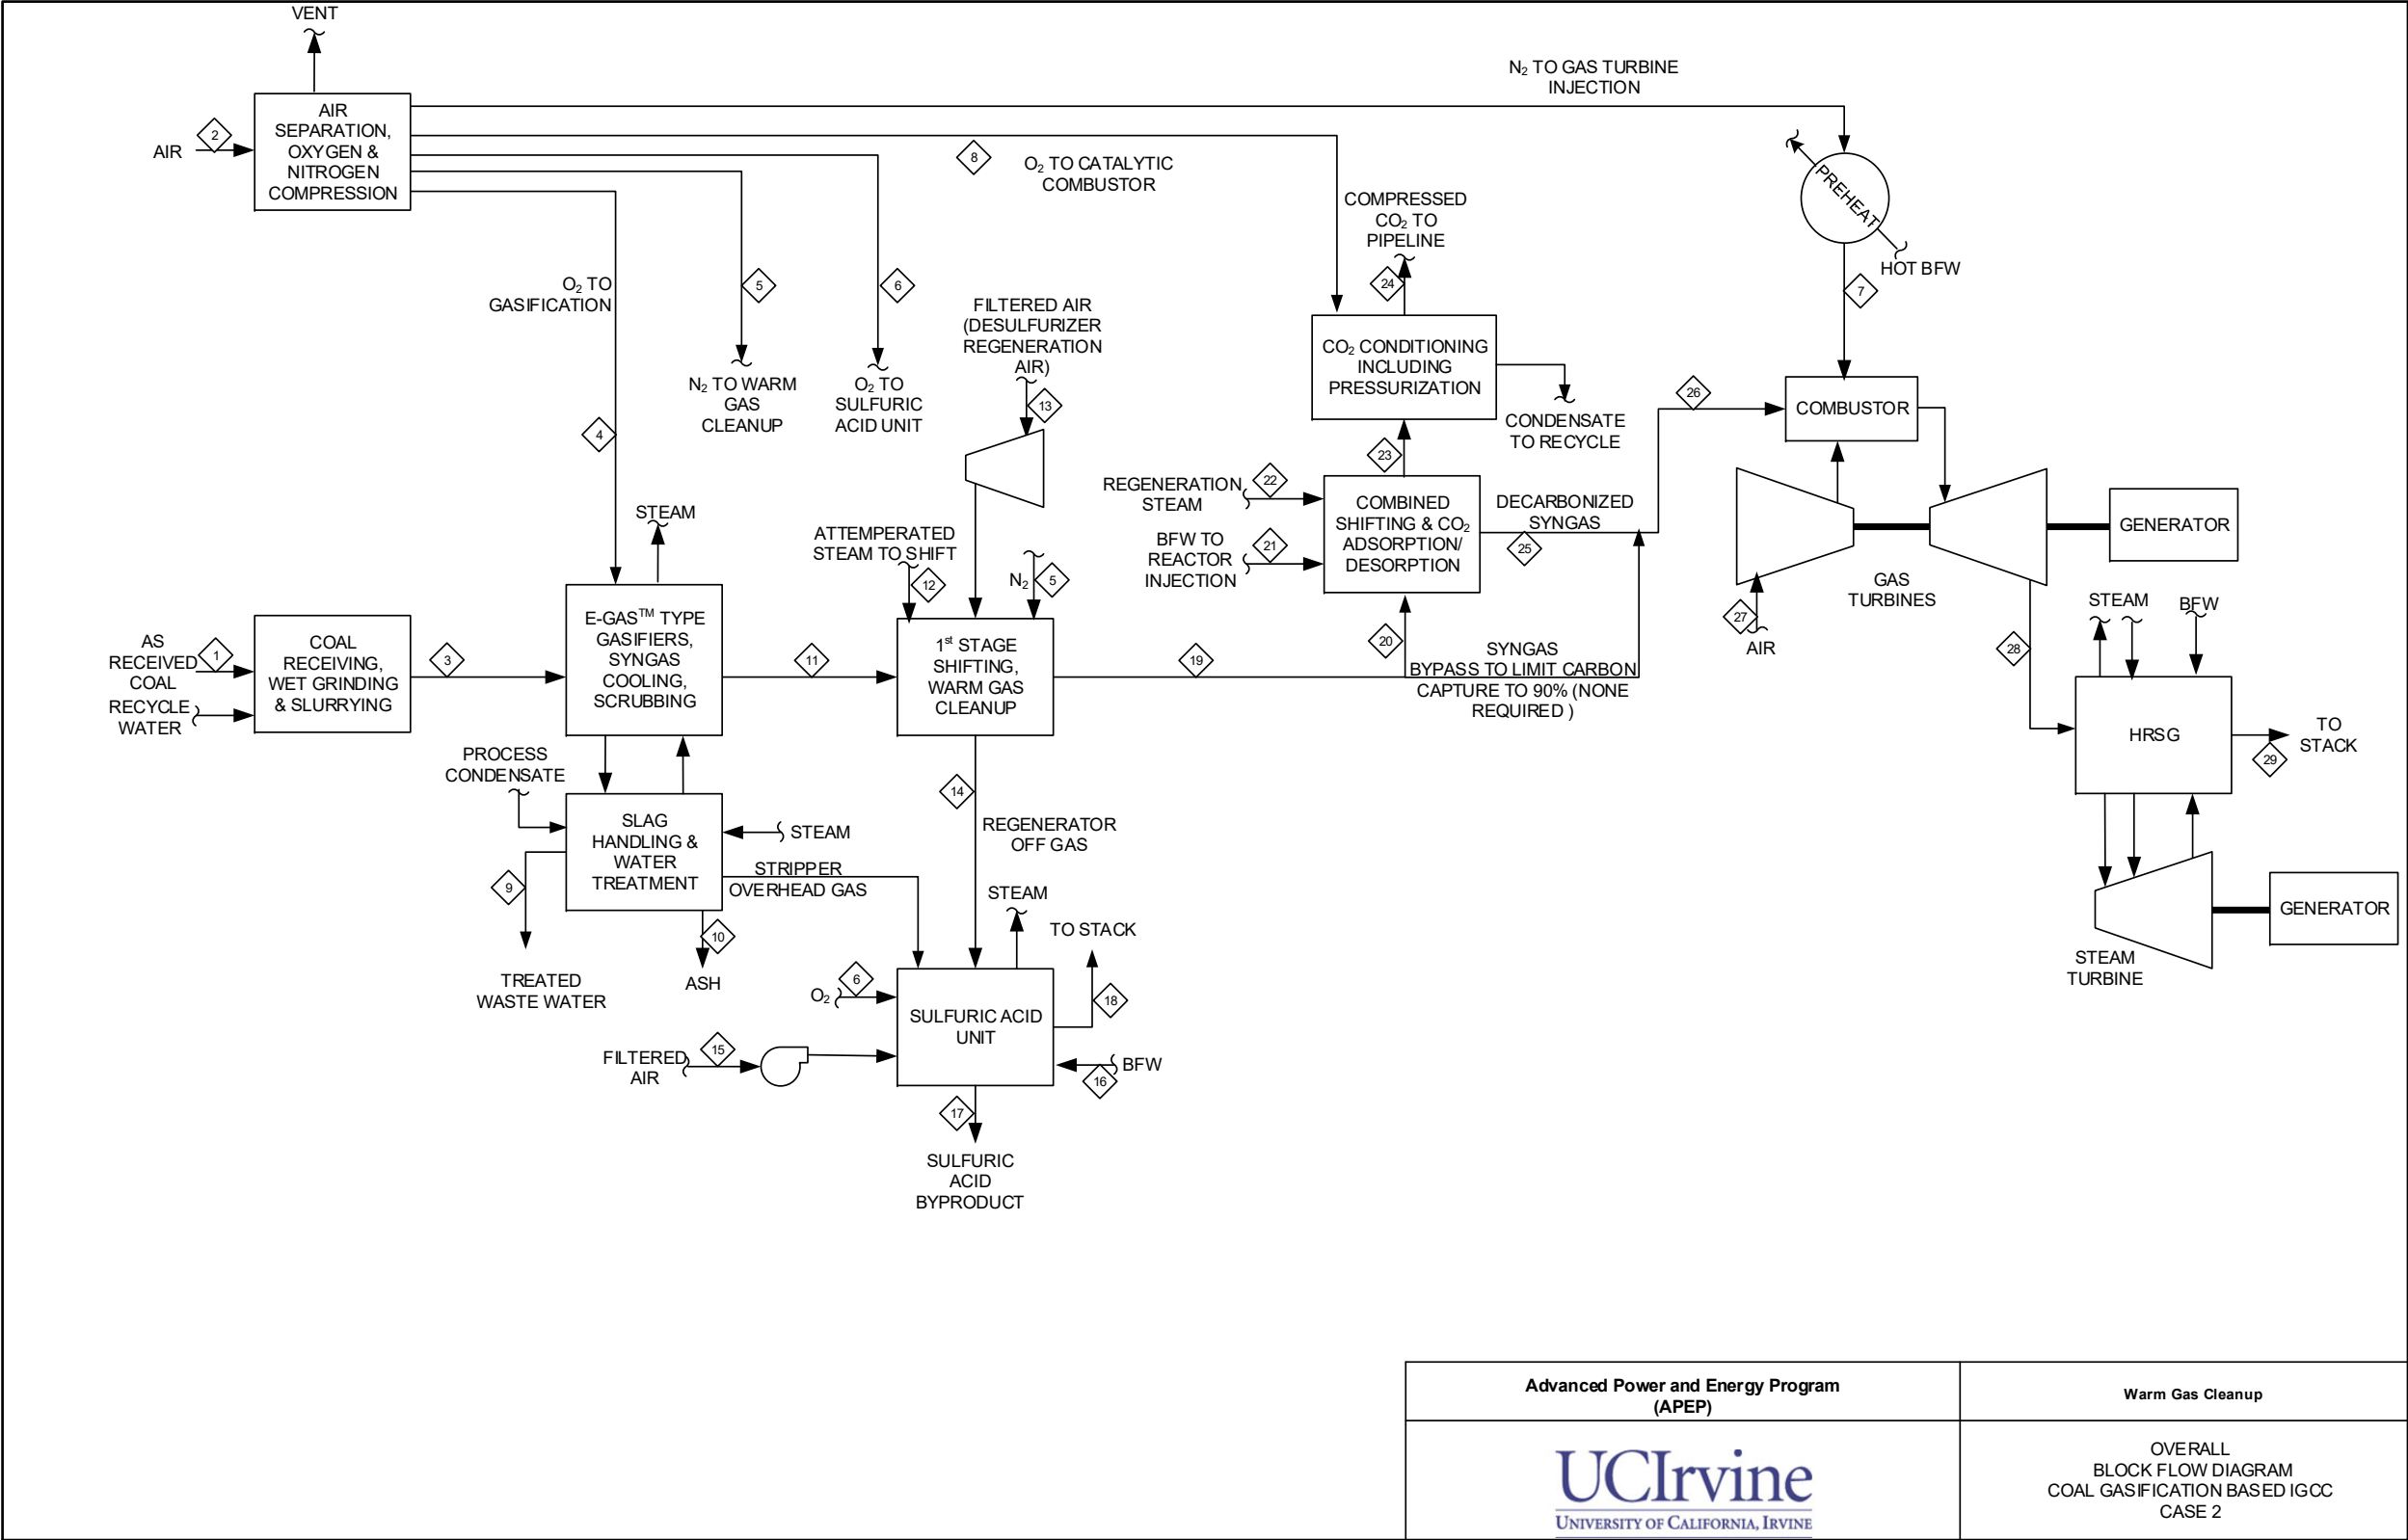 VENT
N₂ TO GAS TURBINE
INJECTION
AIR
SEPARATION,
OXYGEN &
NITROGEN
COMPRESSION
AIR
2
8
O₂ TO CATALYTIC
COMBUSTOR
PREHEAT
HOT BFW
7
COMPRESSED
CO₂ TO
PIPELINE
24
O₂ TO
GASIFICATION
5
6
4
N₂ TO WARM
GAS
CLEANUP
O₂ TO
SULFURIC
ACID UNIT
FILTERED AIR
(DESULFURIZER
REGENERATION
AIR)
13
CO₂ CONDITIONING
INCLUDING
PRESSURIZATION
CONDENSATE
TO RECYCLE
23
26
COMBUSTOR
REGENERATION
STEAM
22
BFW TO
REACTOR
INJECTION
21
COMBINED
SHIFTING & CO₂
ADSORPTION/
DESORPTION
DECARBONIZED
SYNGAS
25
GENERATOR
GAS
TURBINES
27
AIR
STEAM
ATTEMPERATED
STEAM TO SHIFT
12
N₂
5
AS
RECEIVED
COAL
1
RECYCLE
WATER
COAL
RECEIVING,
WET GRINDING
& SLURRYING
3
E-GAS™ TYPE
GASIFIERS,
SYNGAS
COOLING,
SCRUBBING
11
1st STAGE
SHIFTING,
WARM GAS
CLEANUP
19
20
SYNGAS
BYPASS TO LIMIT CARBON
CAPTURE TO 90% (NONE
REQUIRED )
STEAM
BFW
28
HRSG
TO
STACK
29
PROCESS
CONDENSATE
SLAG
HANDLING &
WATER
TREATMENT
STEAM
STRIPPER
OVERHEAD GAS
9
10
TREATED
WASTE WATER
ASH
14
REGENERATOR
OFF GAS
STEAM
TO STACK
GENERATOR
STEAM
TURBINE
O₂
6
SULFURIC ACID
UNIT
18
FILTERED
AIR
15
BFW
16
17
SULFURIC
ACID
BYPRODUCT
Advanced Power and Energy Program
(APEP)
Warm Gas Cleanup
UCIrvine
UNIVERSITY OF CALIFORNIA, IRVINE
OVERALL
BLOCK FLOW DIAGRAM
COAL GASIFICATION BASED IGCC
CASE 2